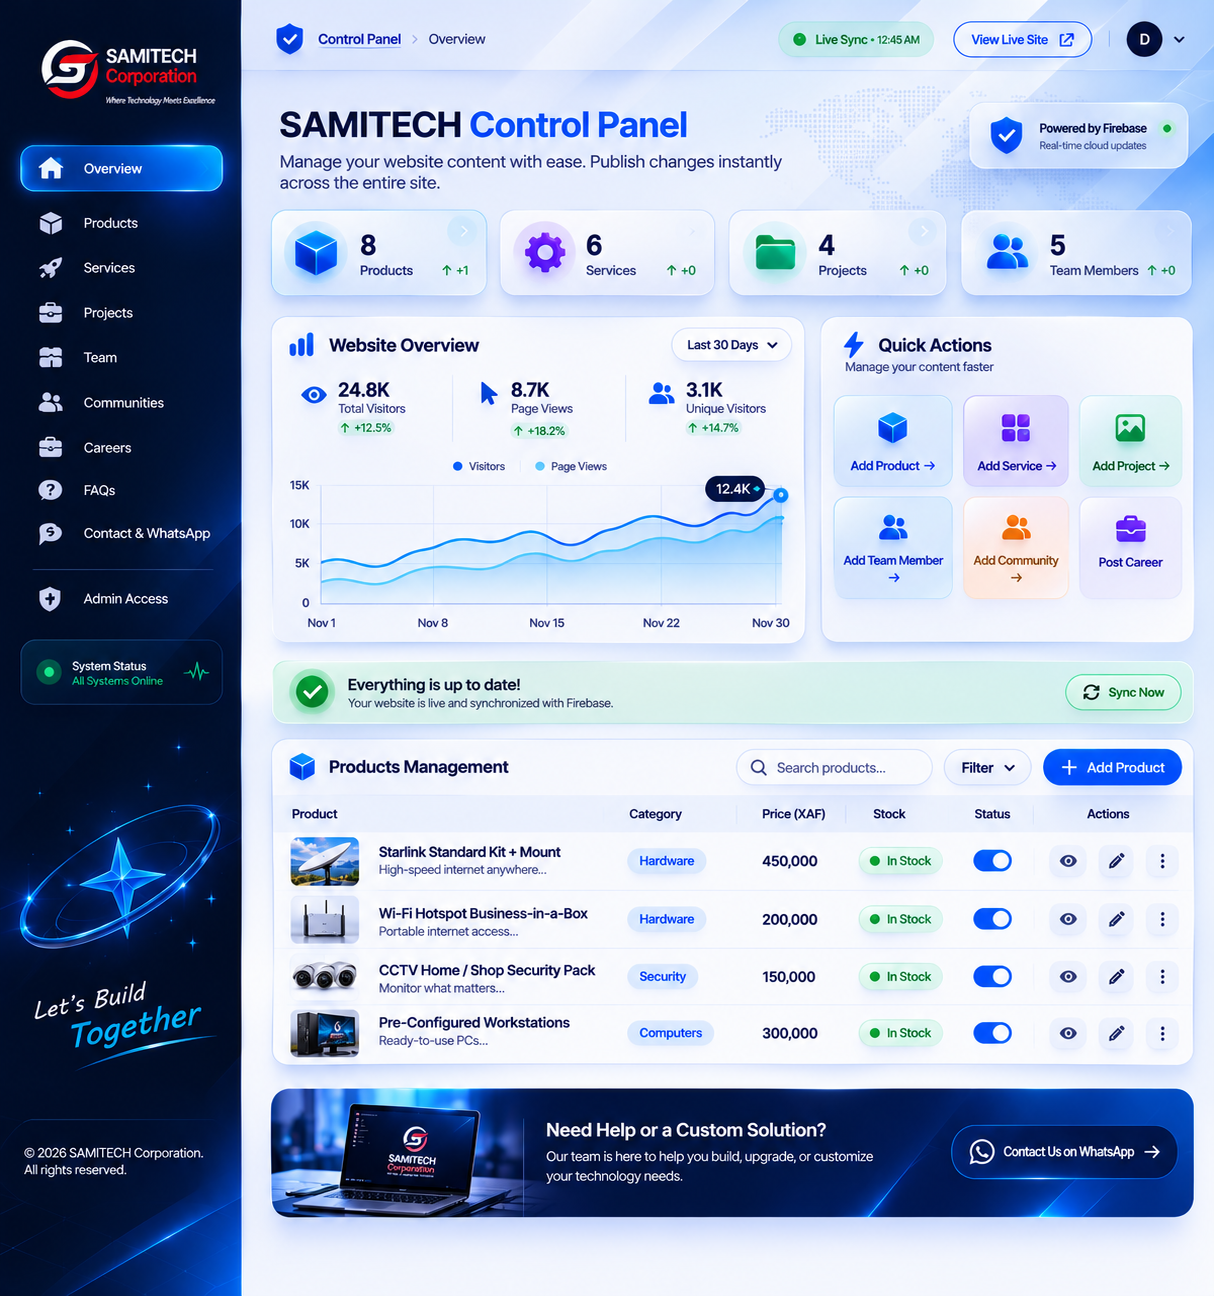 SAMITECH
Corporation
Where Technology Meets Excellence
Overview
Products
Services
Projects
Team
Communities
Careers
FAQs
Contact & WhatsApp
Admin Access
System Status
All Systems Online
Let's Build
Together
© 2026 SAMITECH Corporation.
All rights reserved.
Control Panel > Overview
Live Sync • 12:45 AM
View Live Site
D
SAMITECH Control Panel
Manage your website content with ease. Publish changes instantly
across the entire site.
Powered by Firebase
Real-time cloud updates
8
Products
↑ +1
6
Services
↑ +0
4
Projects
↑ +0
5
Team Members
↑ +0
Website Overview
Last 30 Days
24.8K
Total Visitors
↑ +12.5%
8.7K
Page Views
↑ +18.2%
3.1K
Unique Visitors
↑ +14.7%
Visitors
Page Views
15K
10K
5K
0
12.4K
Nov 1
Nov 8
Nov 15
Nov 22
Nov 30
Quick Actions
Manage your content faster
Add Product →
Add Service →
Add Project →
Add Team Member
→
Add Community
→
Post Career
Everything is up to date!
Your website is live and synchronized with Firebase.
Sync Now
Products Management
Search products...
Filter
+ Add Product
Product
Category
Price (XAF)
Stock
Status
Actions
Starlink Standard Kit + Mount
High-speed internet anywhere...
Hardware
450,000
In Stock
Wi-Fi Hotspot Business-in-a-Box
Portable internet access...
Hardware
200,000
In Stock
CCTV Home / Shop Security Pack
Monitor what matters...
Security
150,000
In Stock
Pre-Configured Workstations
Ready-to-use PCs...
Computers
300,000
In Stock
SAMITECH
Corporation
Need Help or a Custom Solution?
Our team is here to help you build, upgrade, or customize
your technology needs.
Contact Us on WhatsApp →